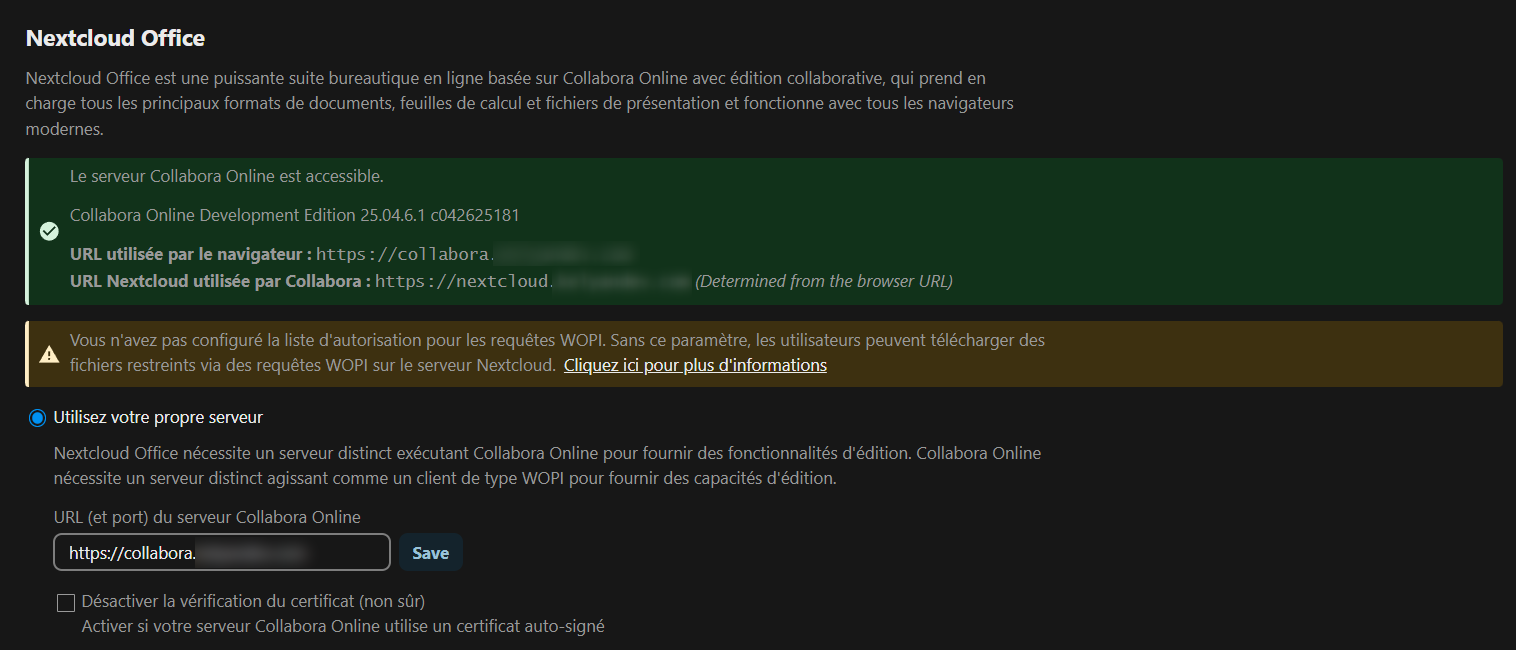 Nextcloud Office
Nextcloud Office est une puissante suite bureautique en ligne basée sur Collabora Online avec édition collaborative, qui prend en
charge tous les principaux formats de documents, feuilles de calcul et fichiers de présentation et fonctionne avec tous les navigateurs
modernes.
Le serveur Collabora Online est accessible.
Collabora Online Development Edition 25.04.6.1 c042625181
URL utilisée par le navigateur : https://collabora.
URL Nextcloud utilisée par Collabora : https://nextcloud. (Determined from the browser URL)
Vous n'avez pas configuré la liste d'autorisation pour les requêtes WOPI. Sans ce paramètre, les utilisateurs peuvent télécharger des
fichiers restreints via des requêtes WOPI sur le serveur Nextcloud. Cliquez ici pour plus d'informations
Utilisez votre propre serveur
Nextcloud Office nécessite un serveur distinct exécutant Collabora Online pour fournir des fonctionnalités d'édition. Collabora Online
nécessite un serveur distinct agissant comme un client de type WOPI pour fournir des capacités d'édition.
URL (et port) du serveur Collabora Online
https://collabora. Save
Désactiver la vérification du certificat (non sûr)
Activer si votre serveur Collabora Online utilise un certificat auto-signé